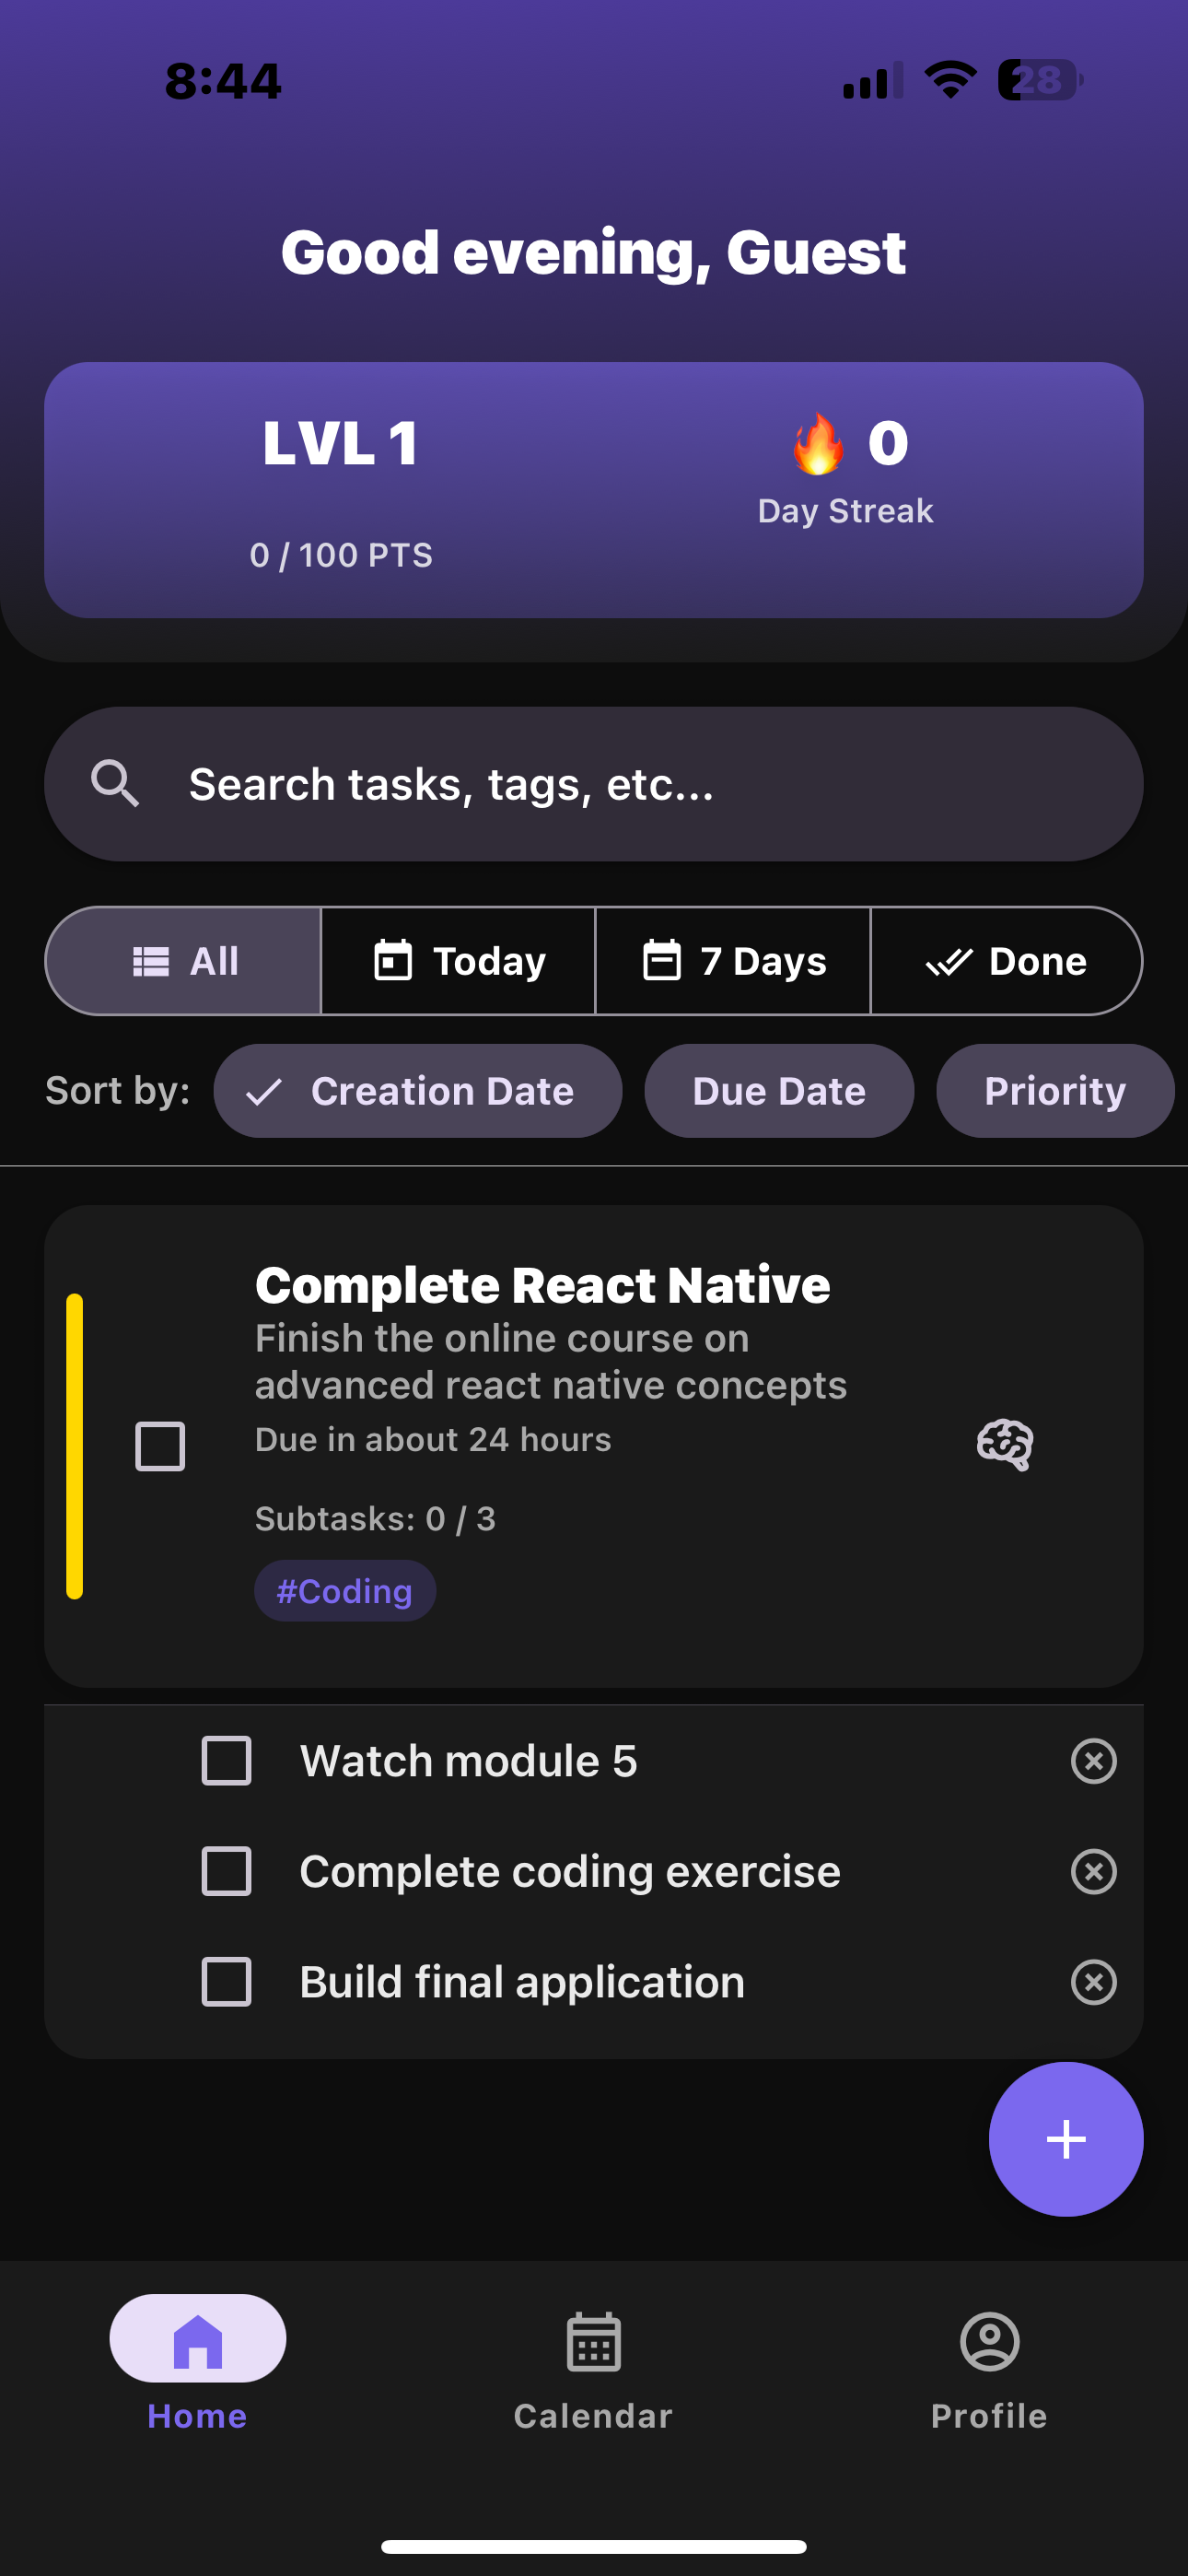 8:44
28
Good evening, Guest
LVL 1
🔥 0
Day Streak
0 / 100 PTS
Search tasks, tags, etc...
All
Today
7 Days
Done
Sort by:
Creation Date
Due Date
Priority
Complete React Native
Finish the online course on
advanced react native concepts
Due in about 24 hours
Subtasks: 0 / 3
#Coding
Watch module 5
Complete coding exercise
Build final application
Home
Calendar
Profile